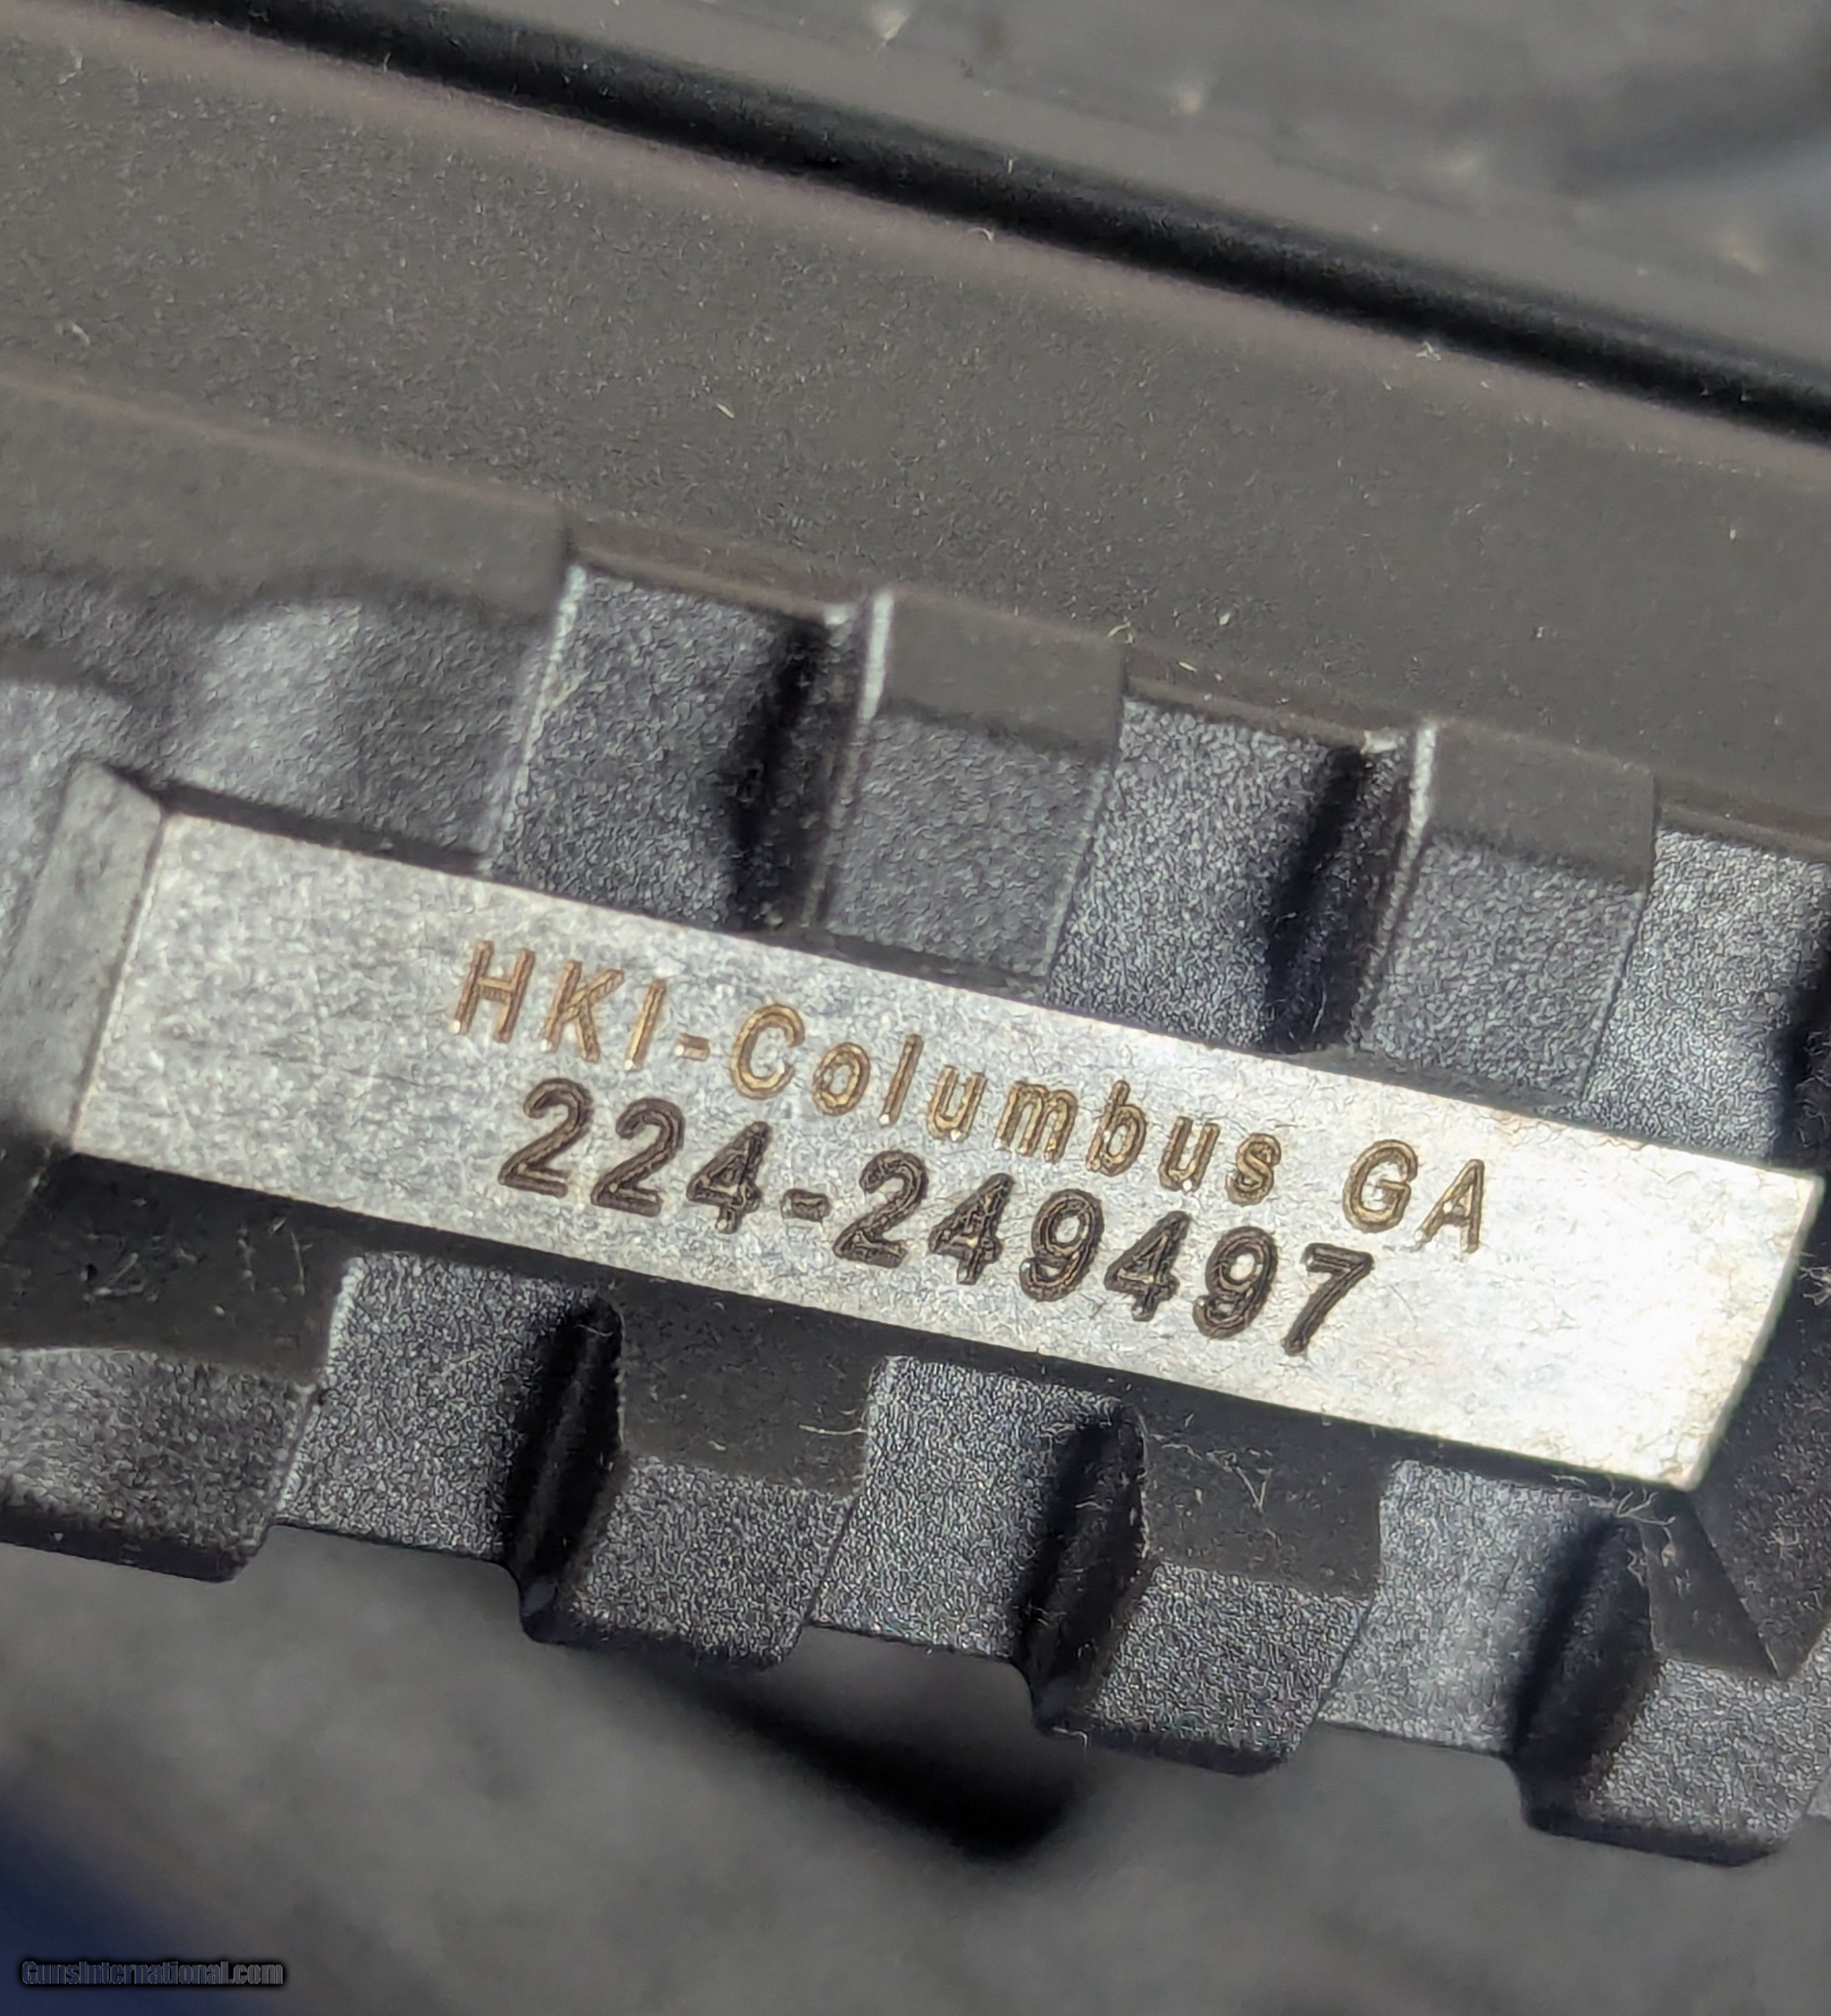 HKI-Columbus GA
224-249497
GunsInternational.com